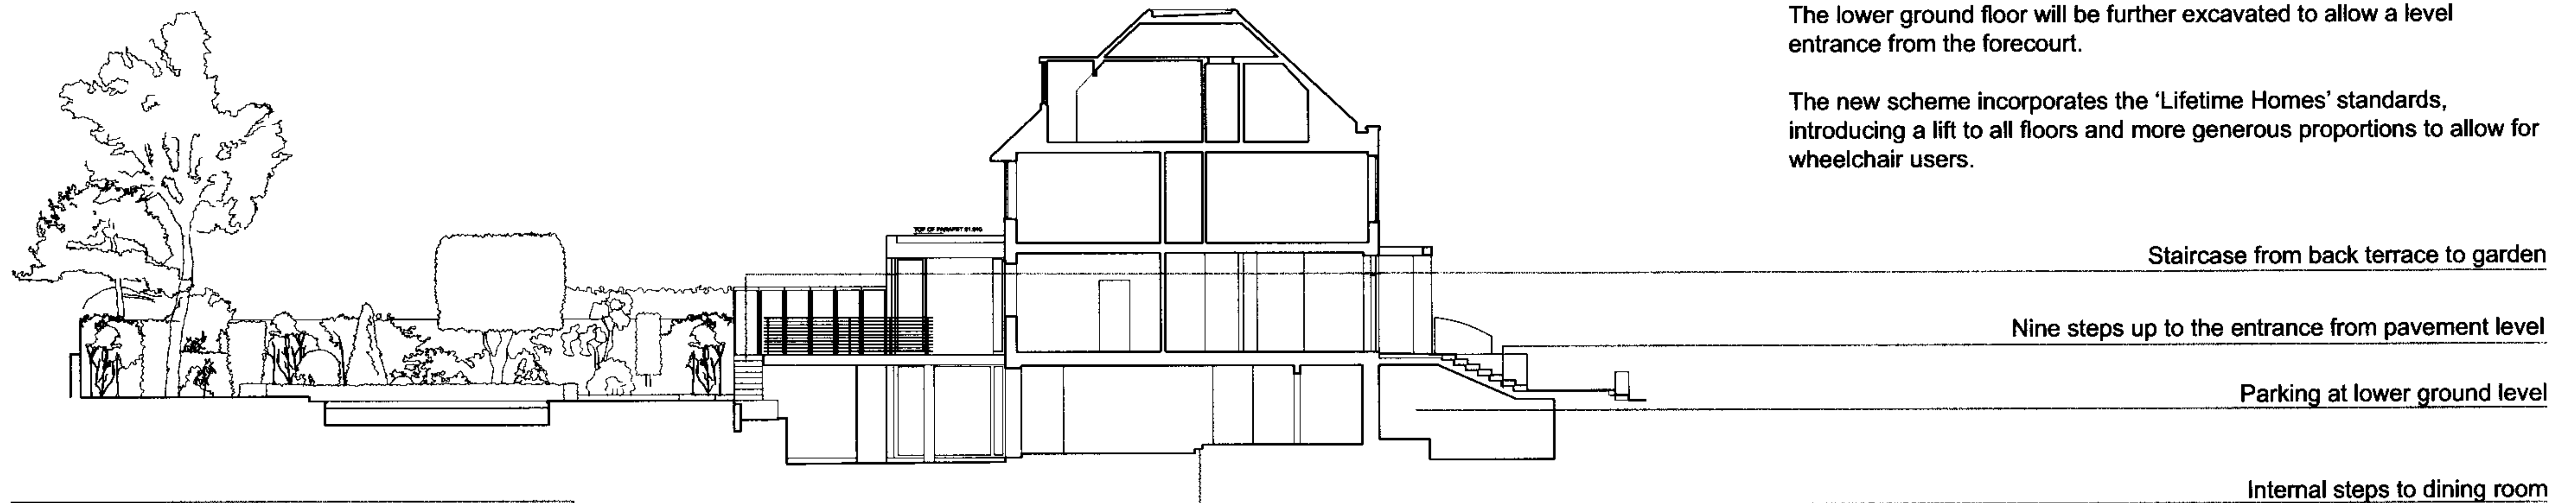 The lower ground floor will be further excavated to allow a level
entrance from the forecourt.
The new scheme incorporates the ‘Lifetime Homes’ standards,
introducing a lift to all floors and more generous proportions to allow for
wheelchair users.
TOP OF PARAPET
Staircase from back terrace to garden
Nine steps up to the entrance from pavement level
Parking at lower ground level
Internal steps to dining room